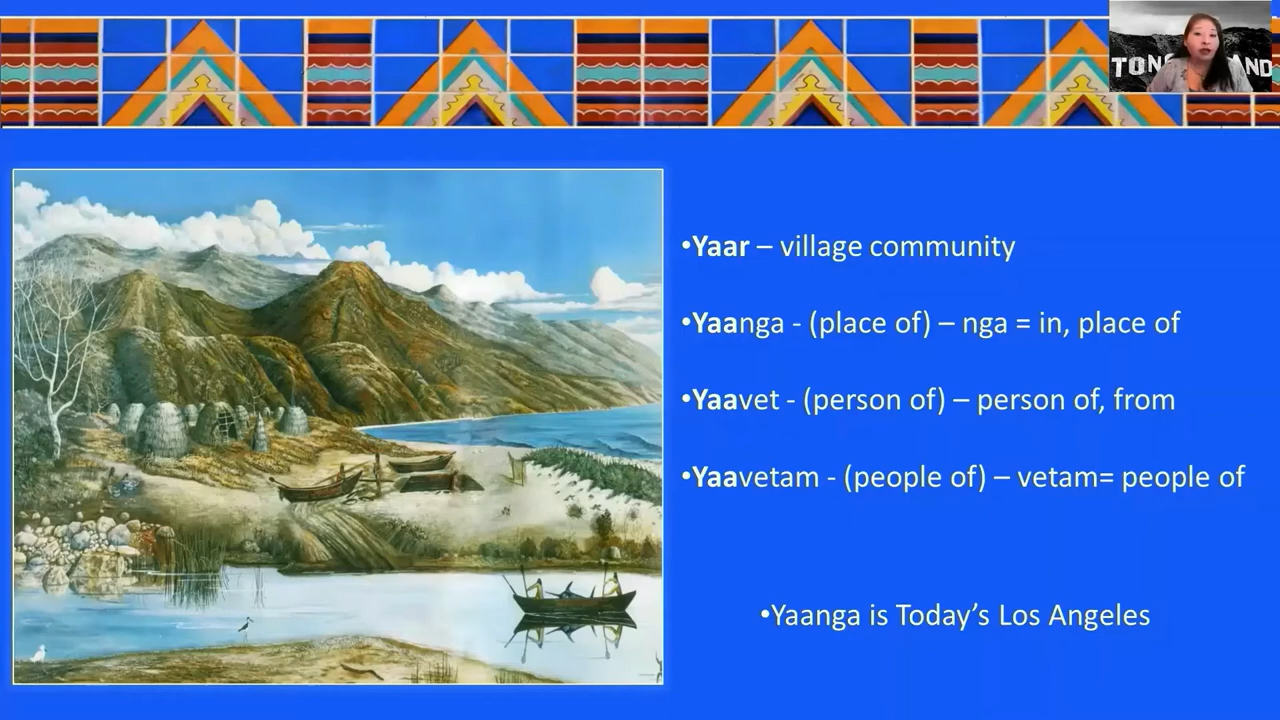 •Yaar – village community
•Yaanga - (place of) – nga = in, place of
•Yaavet - (person of) – person of, from
•Yaavetam - (people of) – vetam= people of
•Yaanga is Today’s Los Angeles